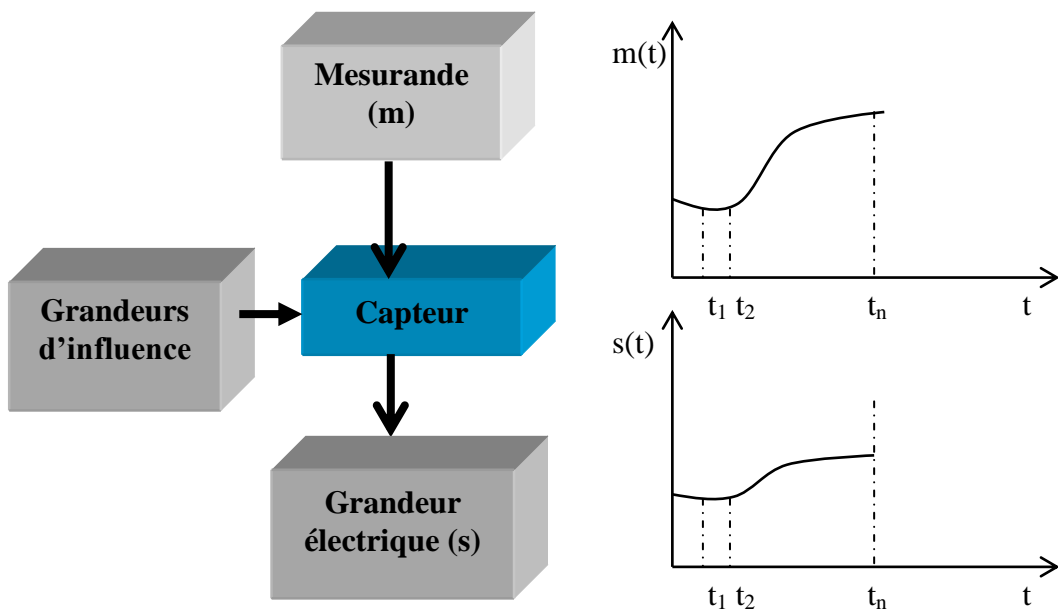 Mesurande
(m)
Grandeurs
d’influence
Capteur
Grandeur
électrique (s)
m(t)
t₁ t₂ tₙ t
s(t)
t₁ t₂ tₙ t